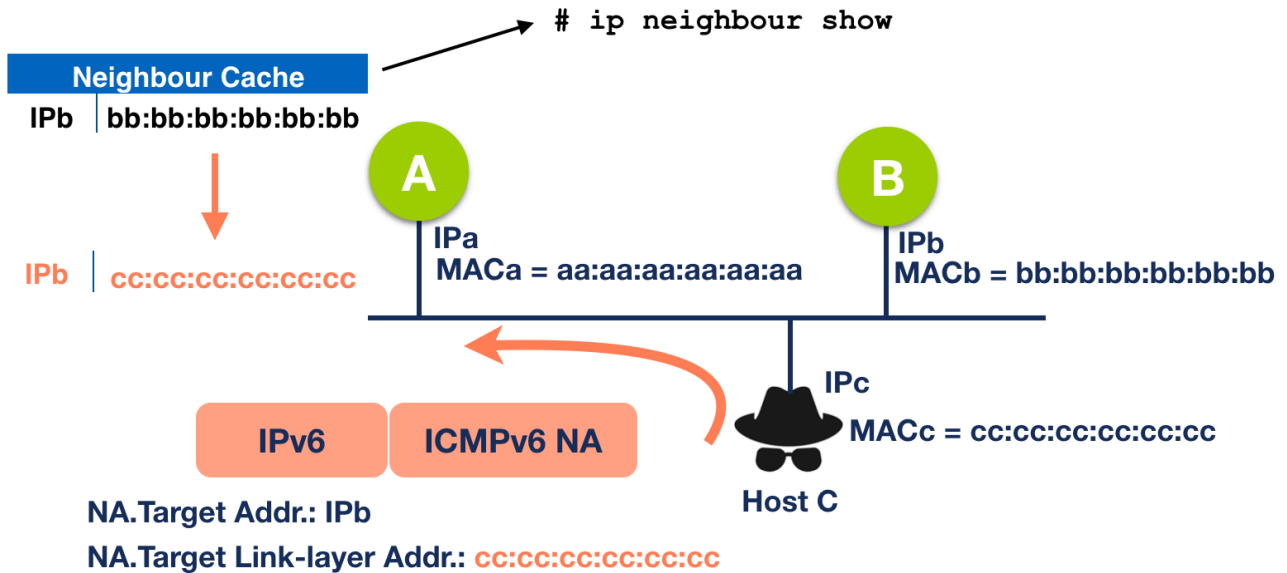 # ip neighbour show
Neighbour Cache
IPb bb:bb:bb:bb:bb:bb
A
B
IPa
MACa = aa:aa:aa:aa:aa:aa
IPb
MACb = bb:bb:bb:bb:bb:bb
IPb cc:cc:cc:cc:cc:cc
IPc
MACc = cc:cc:cc:cc:cc:cc
Host C
IPv6 ICMPv6 NA
NA.Target Addr.: IPb
NA.Target Link-layer Addr.: cc:cc:cc:cc:cc:cc